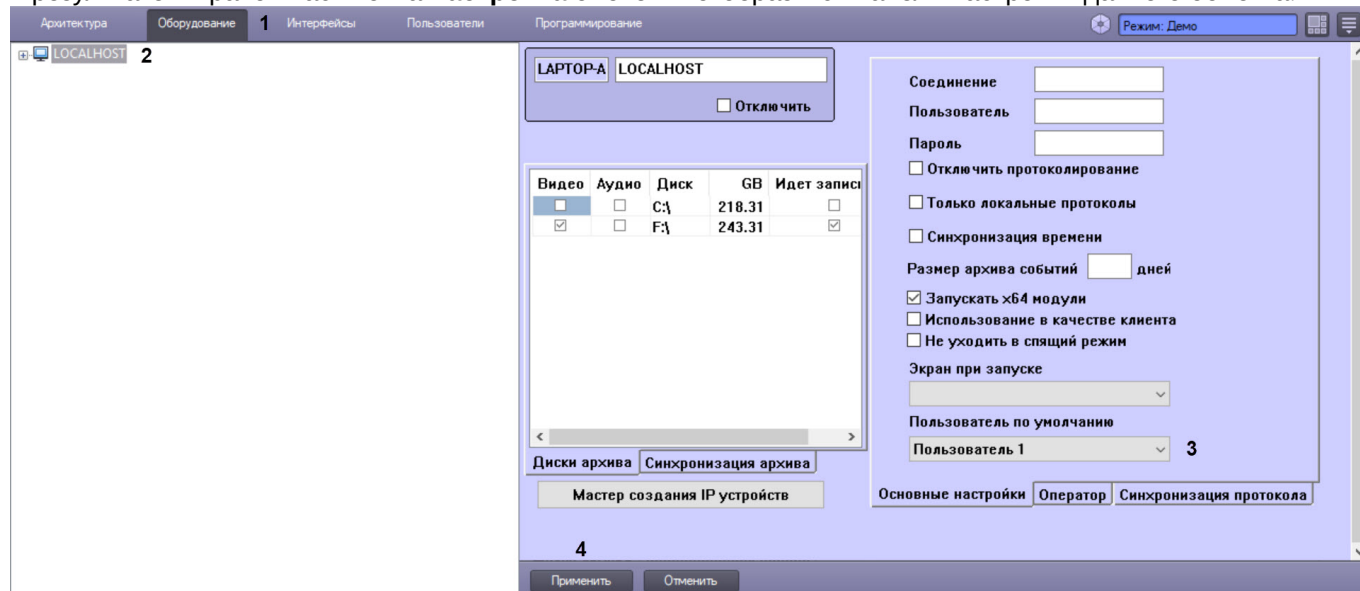 Архитектура Оборудование 1 Интерфейсы Пользователи Программирование Режим: Демо
LOCALHOST 2
LAPTOP-A LOCALHOST
Отключить
Видео Аудио Диск GB Идет запись
C:\ 218.31
F:\ 243.31
Диски архива Синхронизация архива
Мастер создания IP устройств
Соединение
Пользователь
Пароль
Отключить протоколирование
Только локальные протоколы
Синхронизация времени
Размер архива событий дней
Запускать x64 модули
Использование в качестве клиента
Не уходить в спящий режим
Экран при запуске
Пользователь по умолчанию
Пользователь 1 3
Основные настройки Оператор Синхронизация протокола
4
Применить Отменить